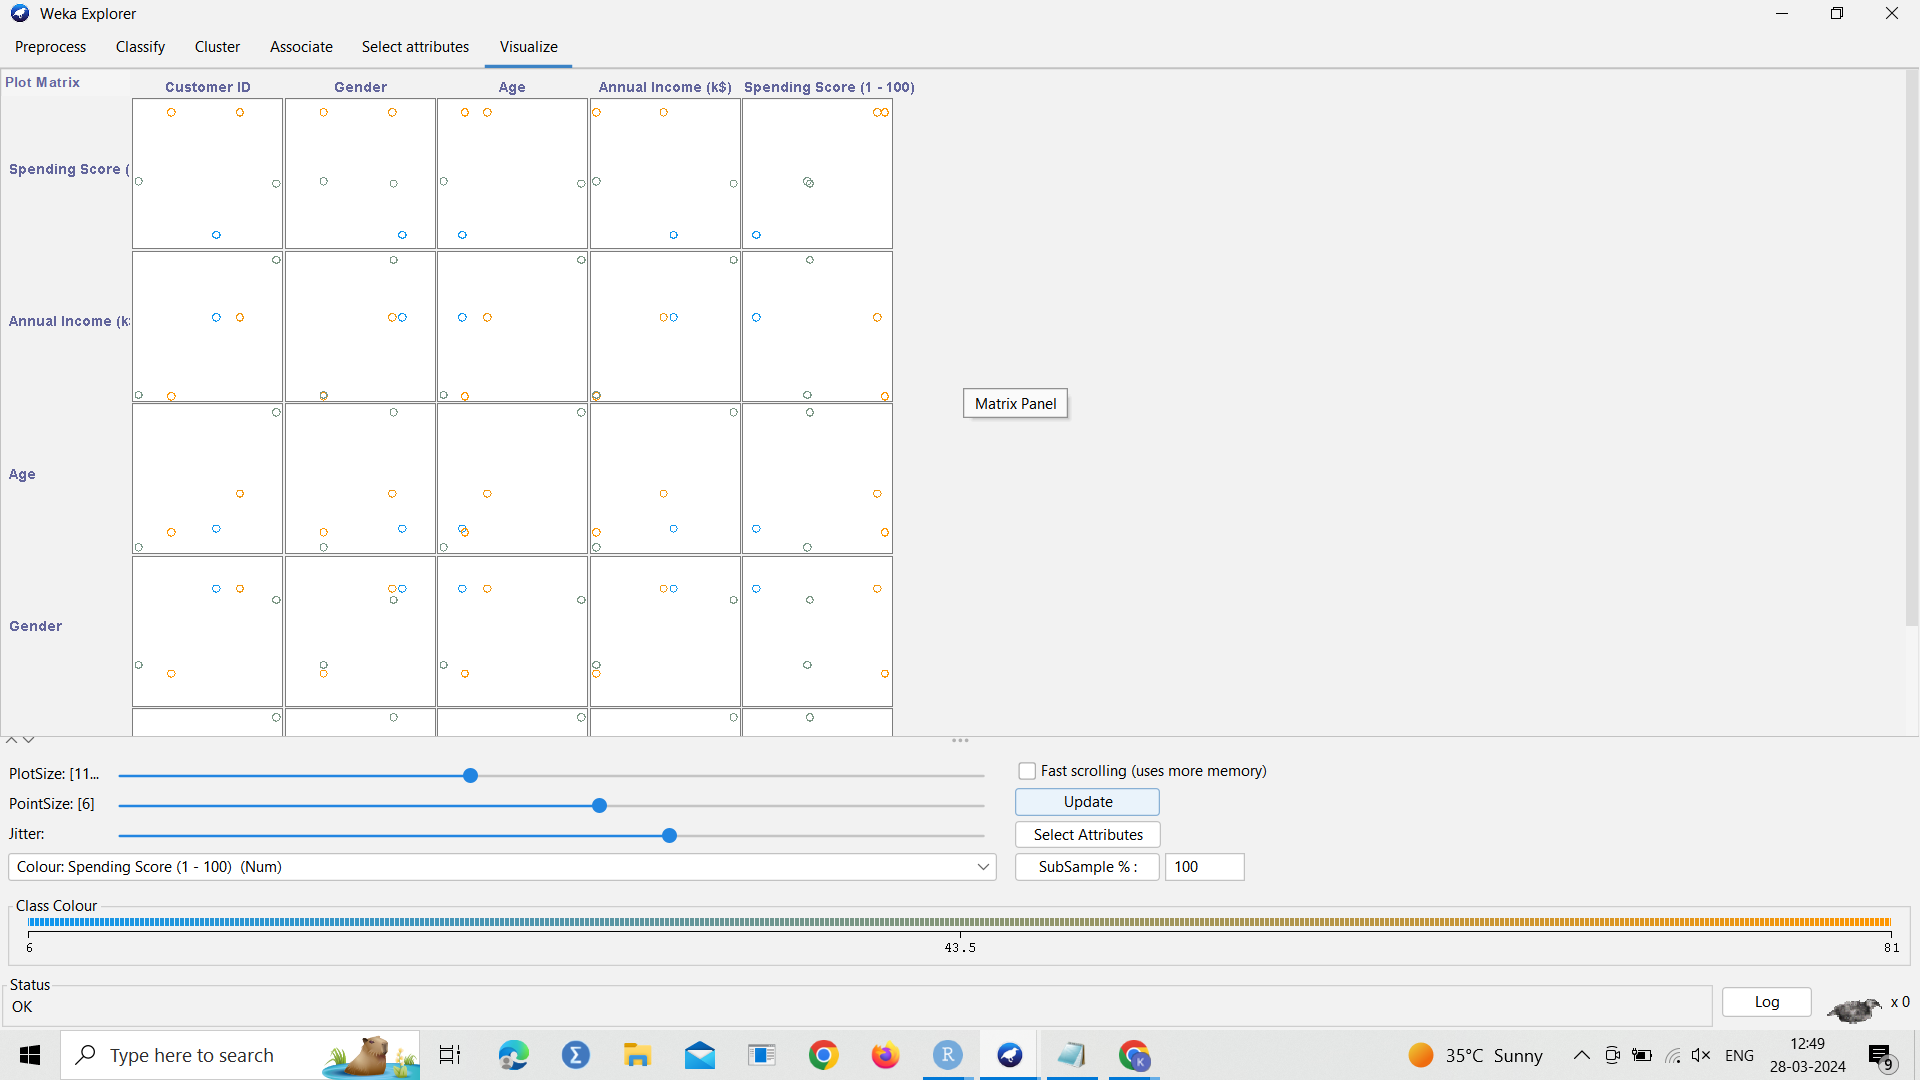 Weka Explorer
Preprocess Classify Cluster Associate Select attributes Visualize
Plot Matrix
Customer ID Gender Age Annual Income (k$) Spending Score (1 - 100)
Spending Score (
Annual Income (k
Matrix Panel
Age
Gender
PlotSize: [11...
Fast scrolling (uses more memory)
PointSize: [6]
Update
Jitter:
Select Attributes
Colour: Spending Score (1 - 100) (Num)
SubSample % :
100
Class Colour
6 43.5 81
Status
OK
Log
x 0
Type here to search
35°C Sunny
ENG
12:49
28-03-2024
9